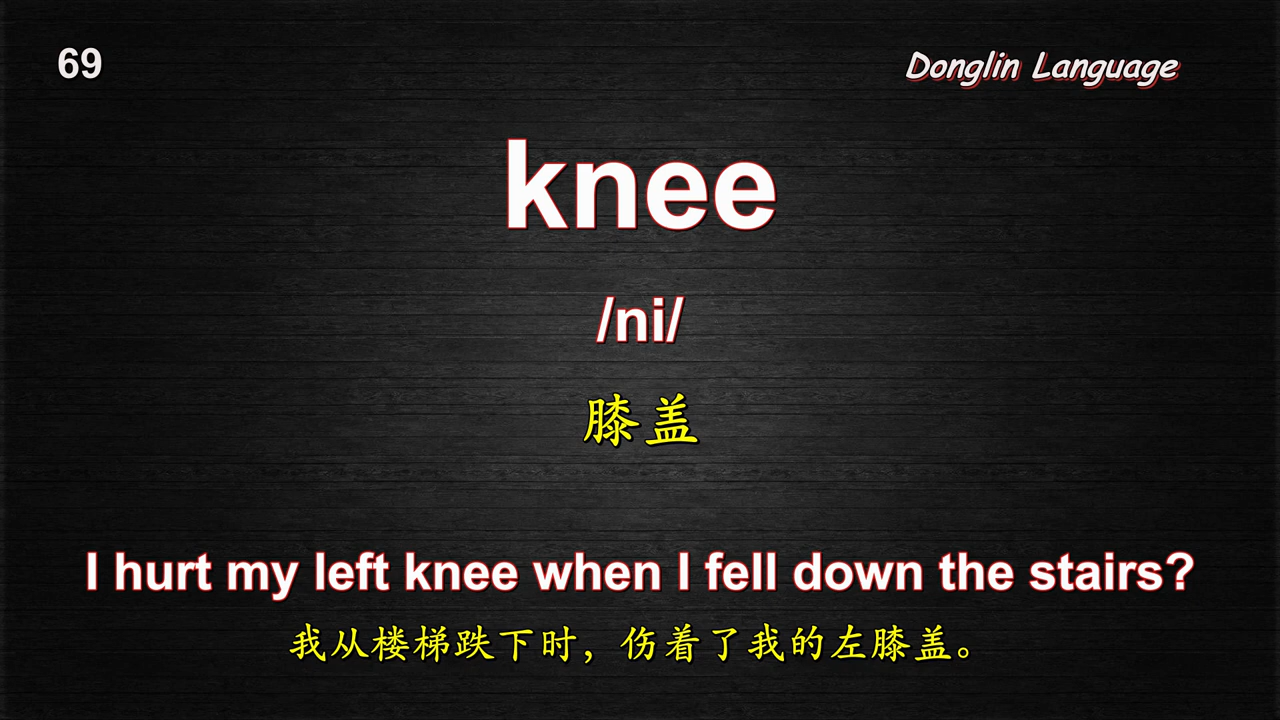 69
Donglin Language
knee
/ni/
膝盖
I hurt my left knee when I fell down the stairs?
我从楼梯跌下时，伤着了我的左膝盖。